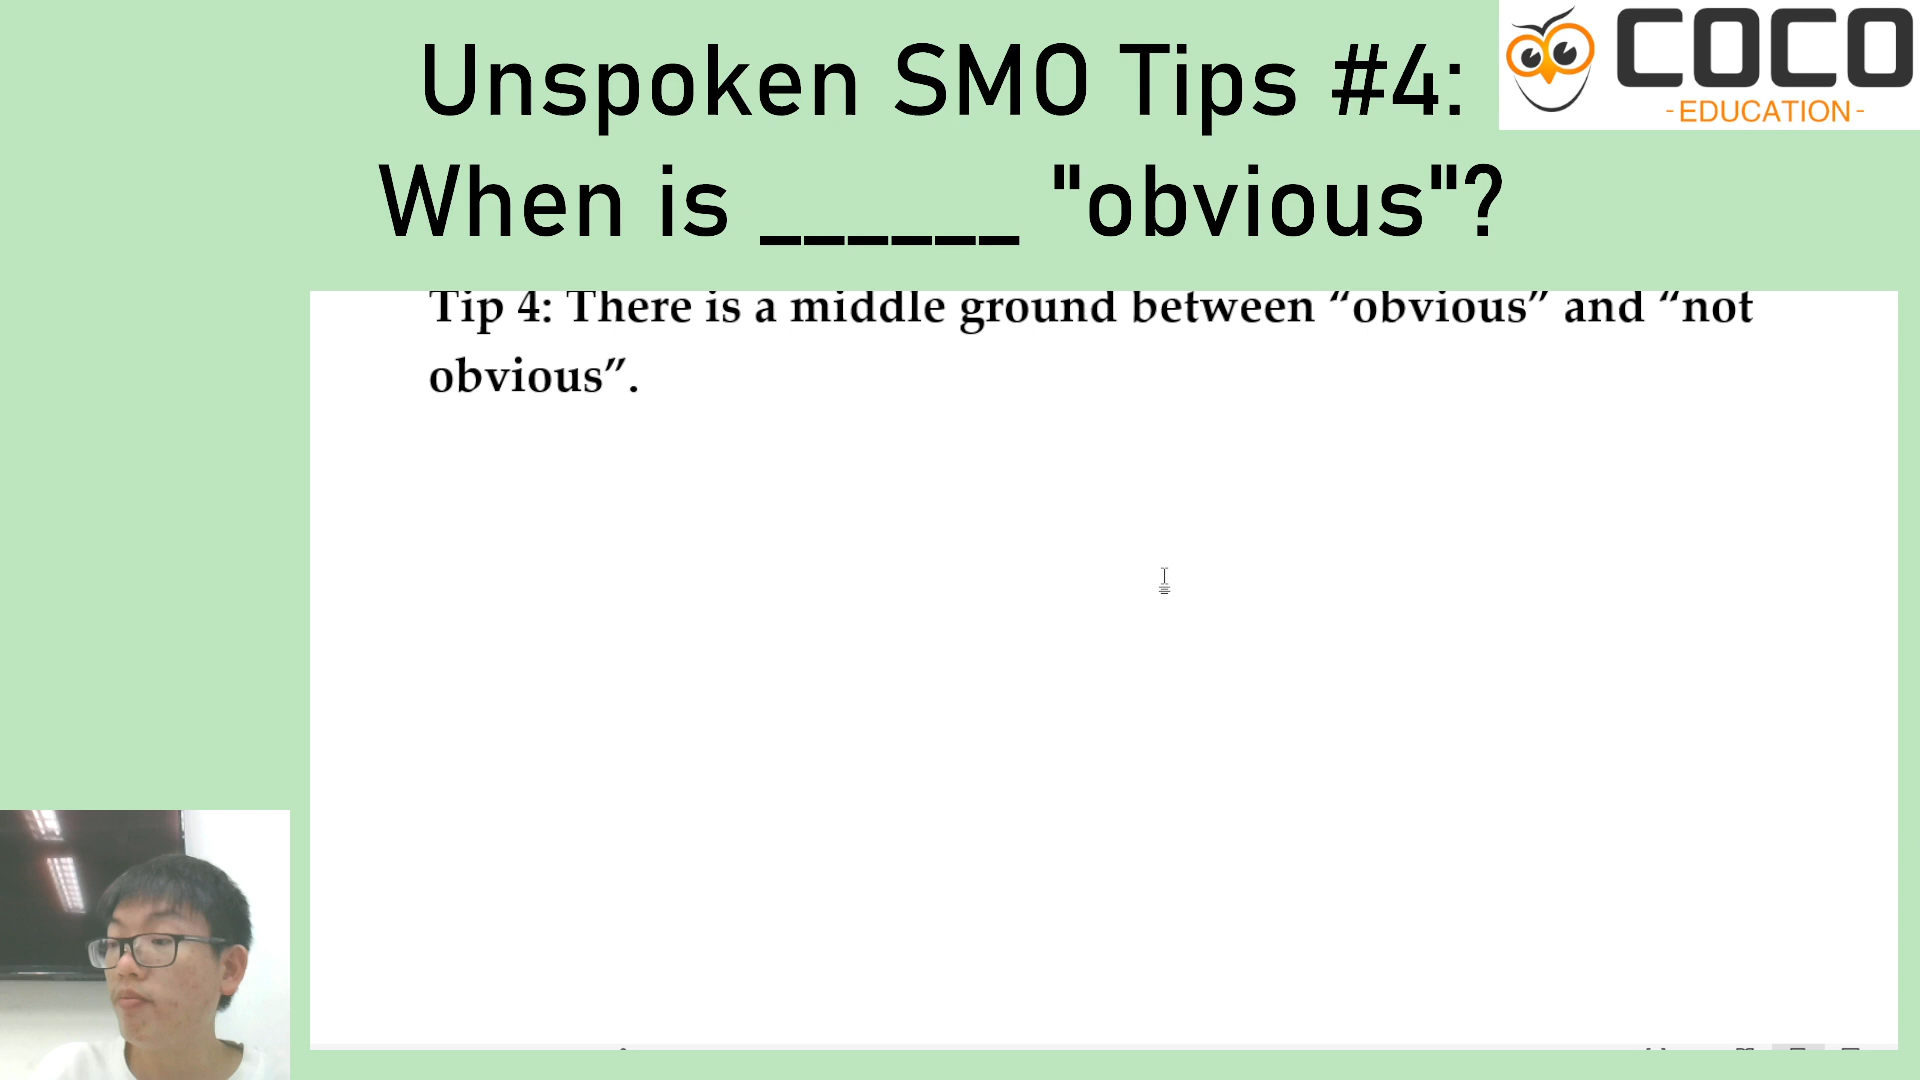 Unspoken SMO Tips #4:
When is ______ "obvious"?
COCO
-EDUCATION-
Tip 4: There is a middle ground between “obvious” and “not
obvious”.